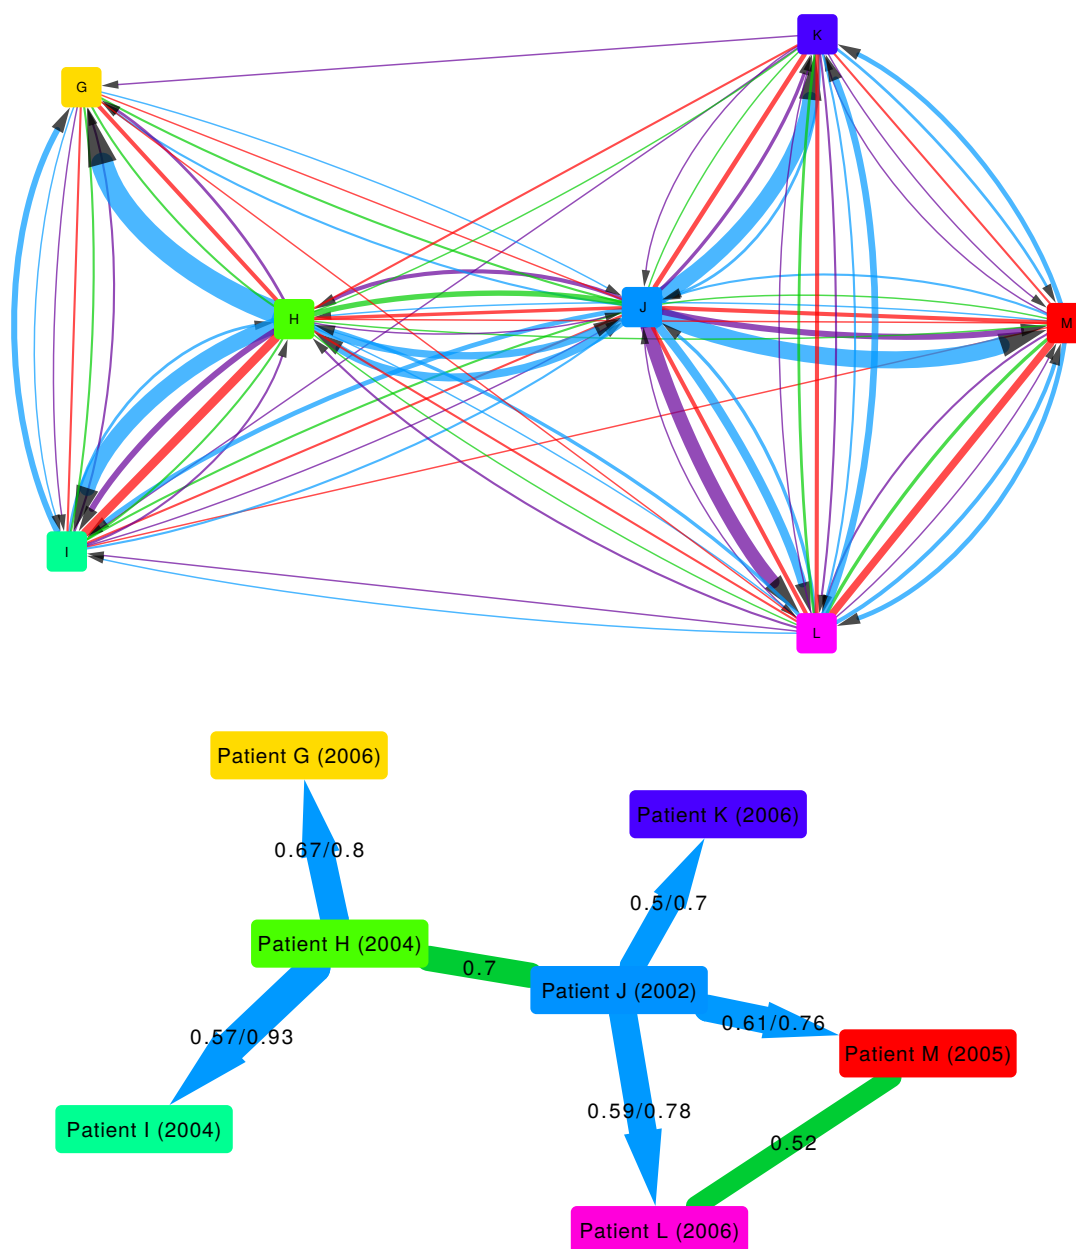 K
G
J
H
M
I
L
Patient G (2006)
Patient K (2006)
0.67/0.8
0.5/0.7
Patient H (2004)
0.7
Patient J (2002)
0.61/0.76
0.57/0.93
Patient M (2005)
0.59/0.78
Patient I (2004)
0.52
Patient L (2006)